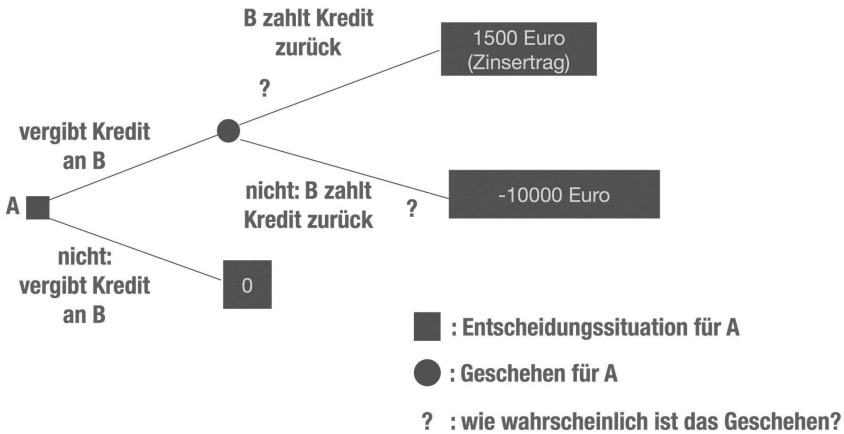 B zahlt Kredit
zurück
1500 Euro
(Zinsertrag)
?
vergibt Kredit
an B
nicht: B zahlt
Kredit zurück
?
-10000 Euro
A
nicht:
vergibt Kredit
an B
0
: Entscheidungssituation für A
: Geschehen für A
? : wie wahrscheinlich ist das Geschehen?